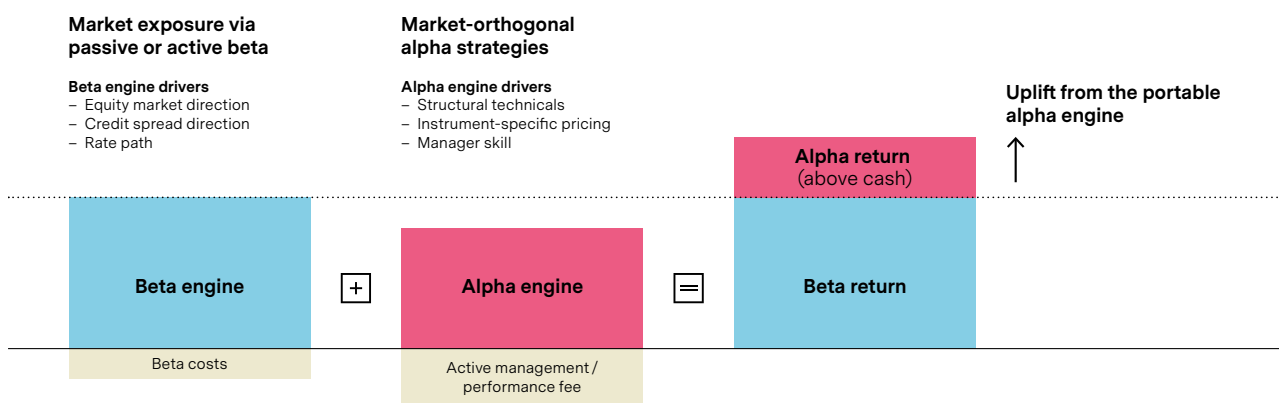 Market exposure via
passive or active beta
Beta engine drivers
– Equity market direction
– Credit spread direction
– Rate path
Market-orthogonal
alpha strategies
Alpha engine drivers
– Structural technicals
– Instrument-specific pricing
– Manager skill
Uplift from the portable
alpha engine
Alpha return
(above cash)
Beta engine
+
Alpha engine
=
Beta return
Beta costs
Active management /
performance fee